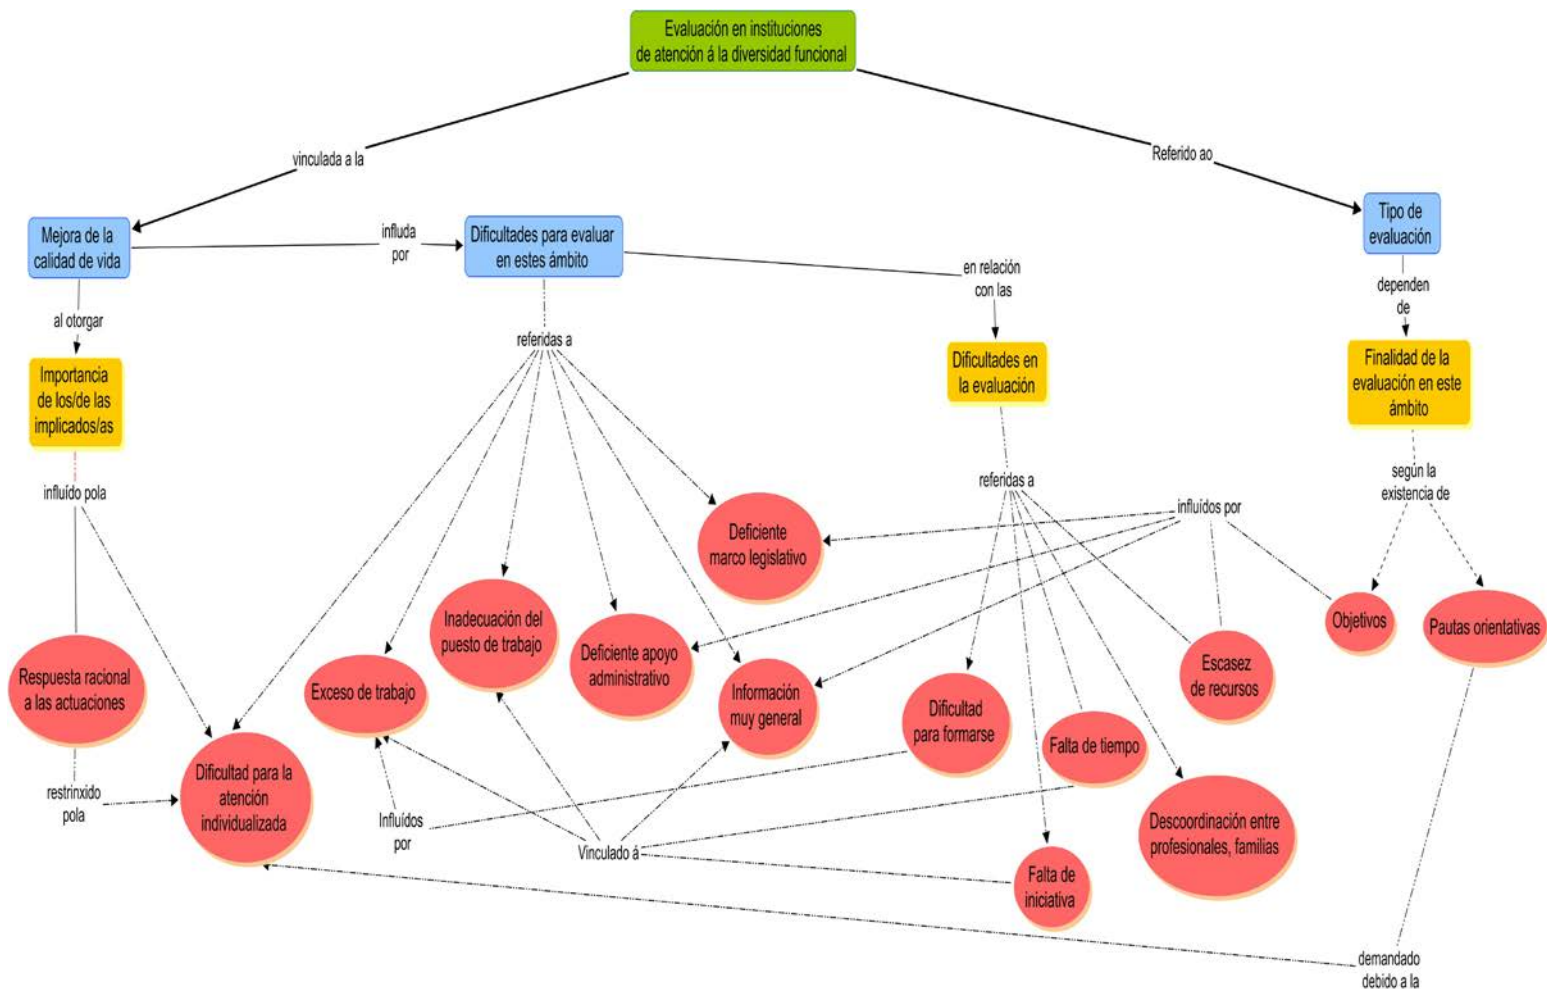 Evaluación en instituciones
de atención á la diversidad funcional
vinculada a la
Referido ao
Mejora de la
calidad de vida
influda
por
Dificultades para evaluar
en estes ámbito
Tipo de
evaluación
en relación
con las
dependen
de
al otorgar
referidas a
Importancia
de los/de las
implicados/as
Dificultades en
la evaluación
Finalidad de la
evaluación en este
ámbito
influído pola
referidas a
influídos por
según la
existencia de
Deficiente
marco legislativo
Inadecuación del
puesto de trabajo
Deficiente apoyo
administrativo
Objetivos
Pautas orientativas
Respuesta racional
a las actuaciones
Exceso de trabajo
Información
muy general
Dificultad
para formarse
Escasez
de recursos
Falta de tiempo
restrinxido
pola
Dificultad para la
atención
individualizada
Influídos
por
Vinculado á
Descoordinación entre
profesionales, familias
Falta de
iniciativa
demandado
debido a la